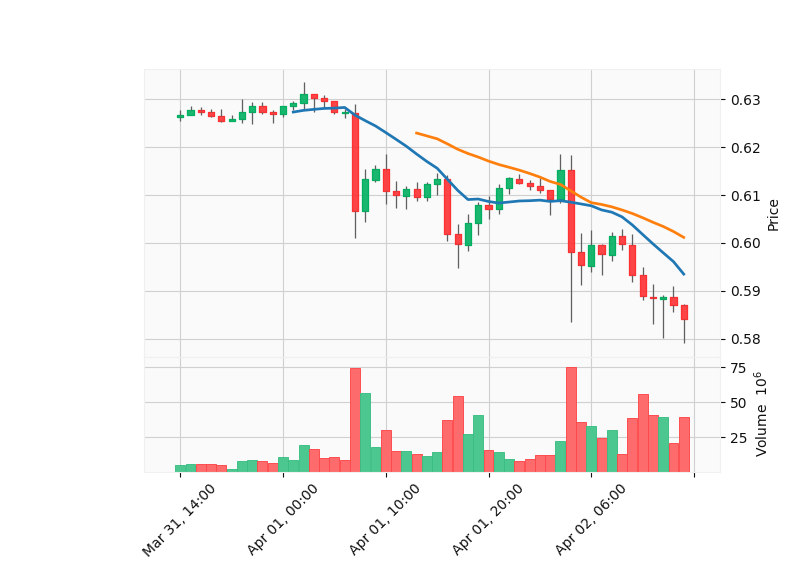 0.63
0.62
0.61
0.60
0.59
0.58
Price
75
50
25
Volume 10⁶
Mar 31, 14:00
Apr 01, 00:00
Apr 01, 10:00
Apr 01, 20:00
Apr 02, 06:00